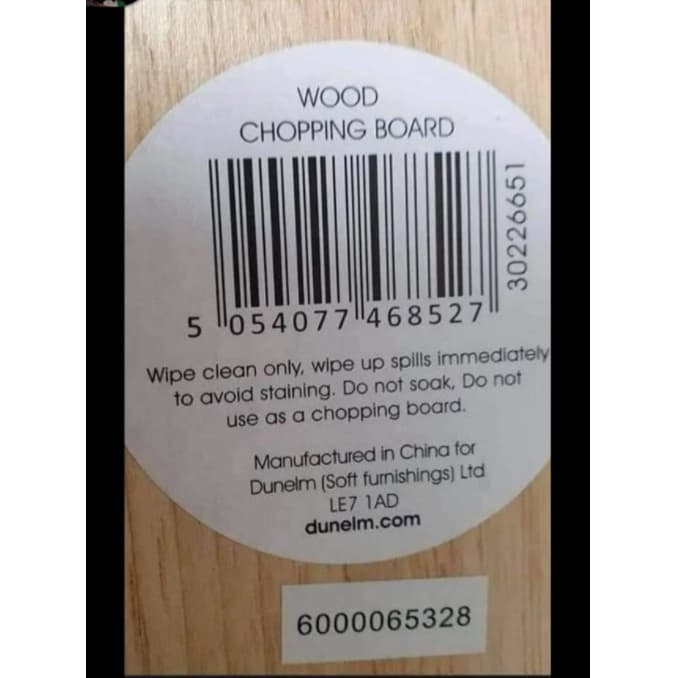 WOOD
CHOPPING BOARD
30226651
5 054077 468527
Wipe clean only, wipe up spills immediately
to avoid staining. Do not soak, Do not
use as a chopping board.
Manufactured in China for
Dunelm (Soft furnishings) Ltd
LE7 1AD
dunelm.com
6000065328